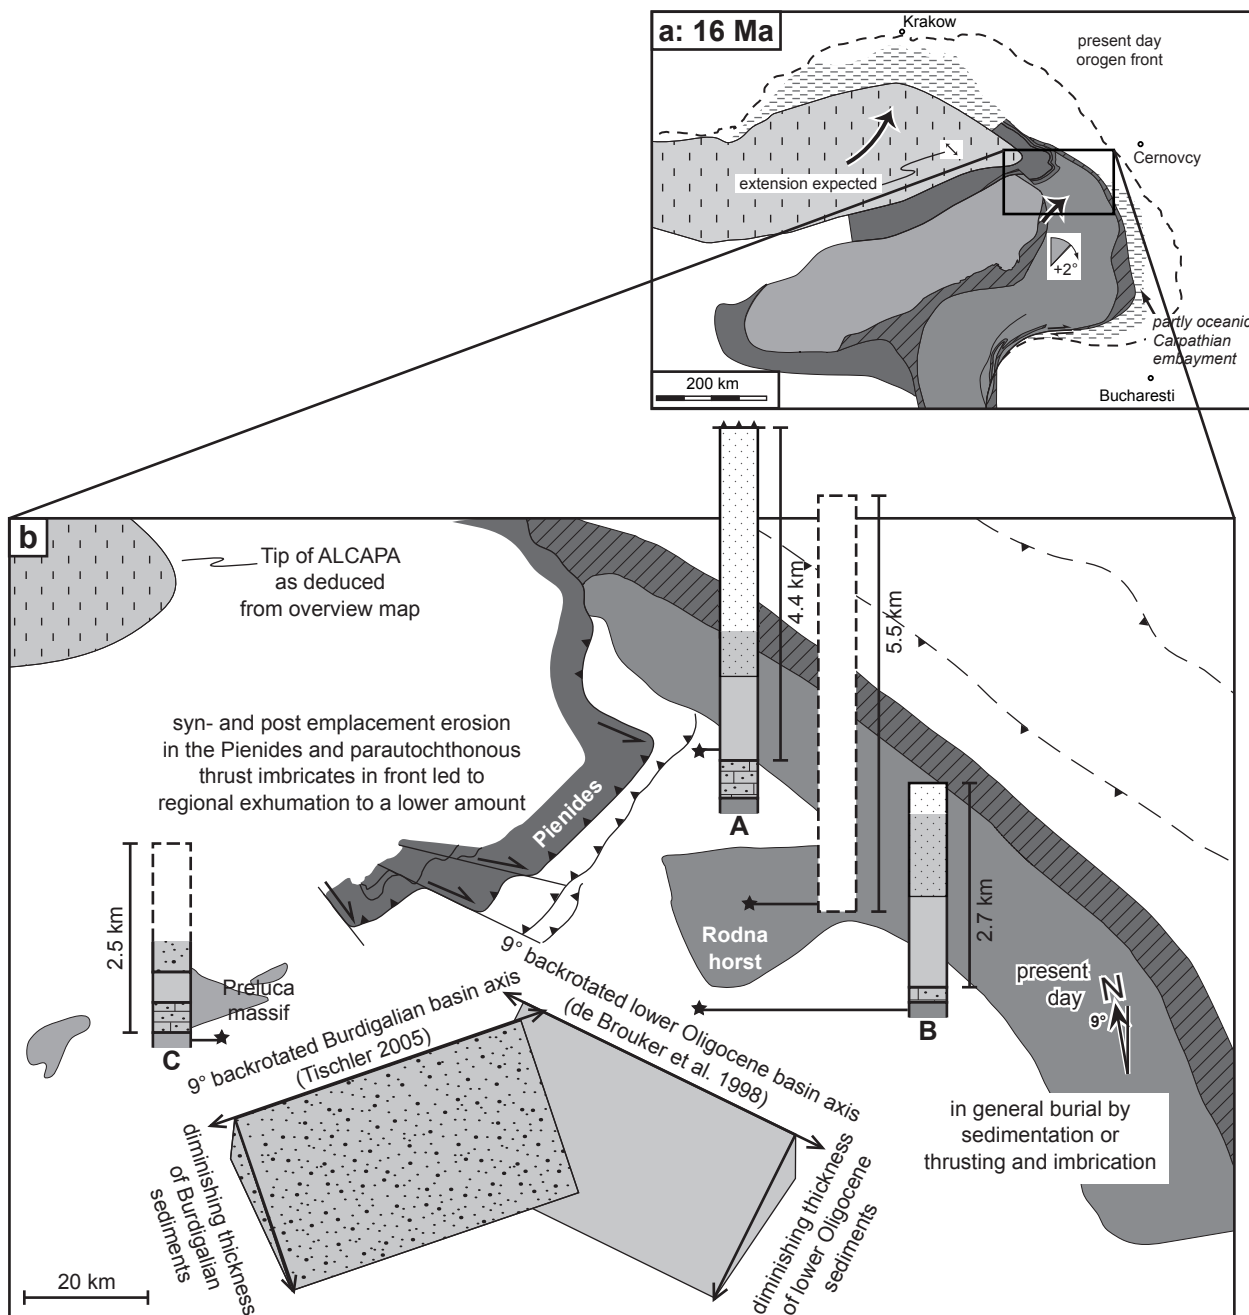 a: 16 Ma
Krakow
present day
orogen front
Cernovcy
extension expected
+2°
partly oceanic
Carpathian
embayment
200 km
Bucharesti
b
Tip of ALCAPA
as deduced
from overview map
4.4 km
5.5 km
syn- and post emplacement erosion
in the Pienides and parautochthonous
thrust imbricates in front led to
regional exhumation to a lower amount
Pienides
A
2.5 km
2.7 km
Rodna
horst
Preluca
massif
present
day
N
9°
C
B
9° backrotated Burdigalian basin axis
(Tischler 2005)
9° backrotated lower Oligocene basin axis
(de Brouker et al. 1998)
in general burial by
sedimentation or
thrusting and imbrication
diminishing thickness
of Burdigalian
sediments
diminishing thickness
of lower Oligocene
sediments
20 km